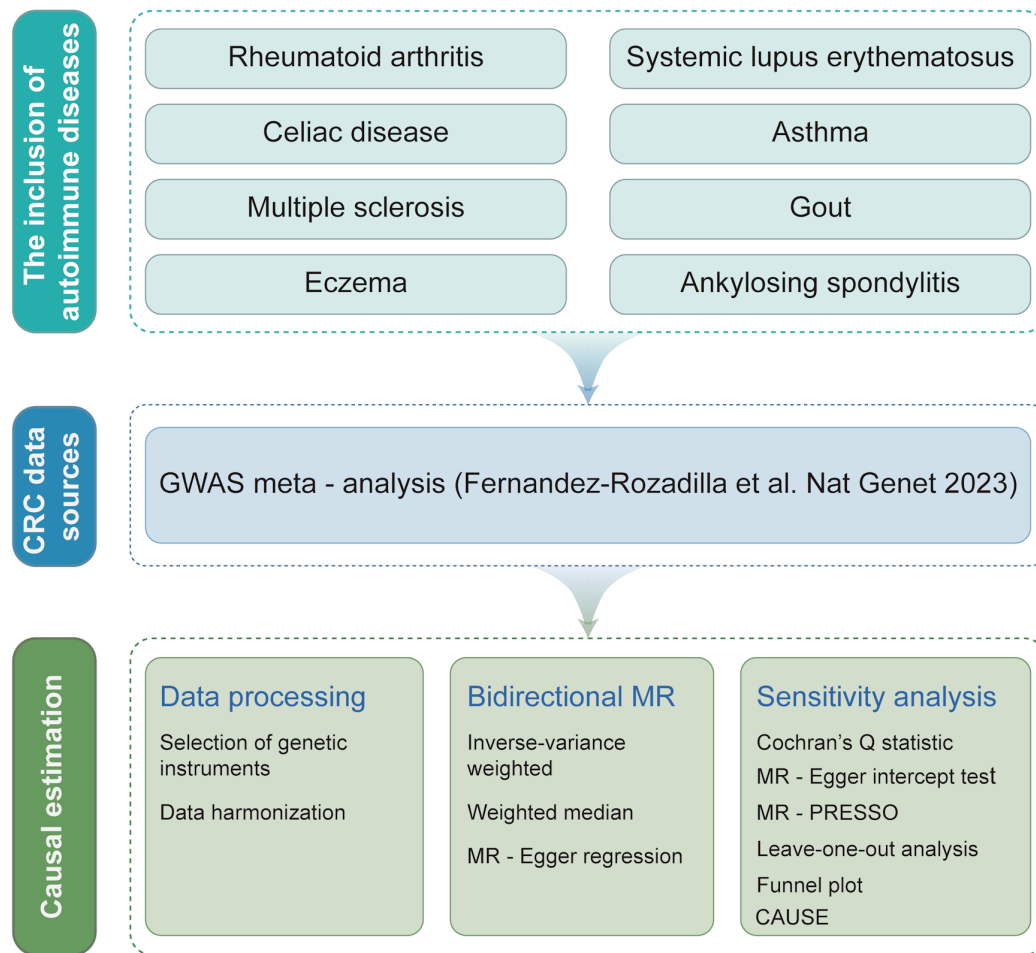 The inclusion of
autoimmune diseases
Rheumatoid arthritis
Systemic lupus erythematosus
Celiac disease
Asthma
Multiple sclerosis
Gout
Eczema
Ankylosing spondylitis
CRC data
sources
GWAS meta - analysis (Fernandez-Rozadilla et al. Nat Genet 2023)
Causal estimation
Data processing
Selection of genetic
instruments
Data harmonization
Bidirectional MR
Inverse-variance
weighted
Weighted median
MR - Egger regression
Sensitivity analysis
Cochran’s Q statistic
MR - Egger intercept test
MR - PRESSO
Leave-one-out analysis
Funnel plot
CAUSE